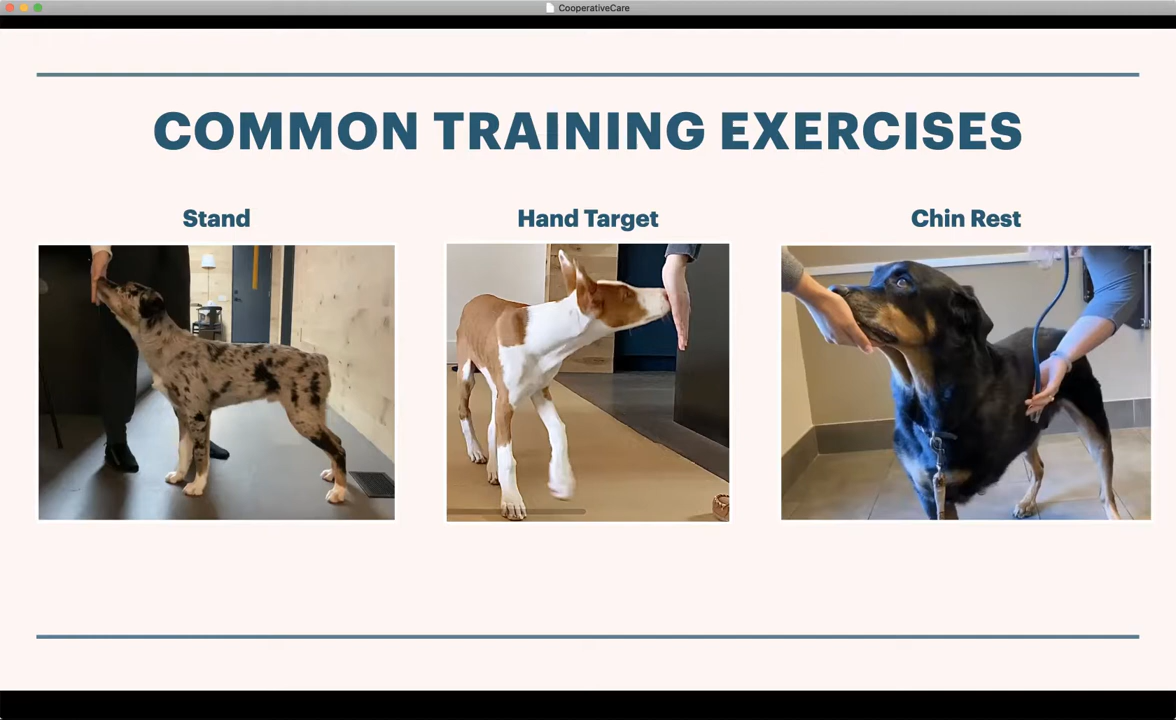 CooperativeCare
COMMON TRAINING EXERCISES
Stand
Hand Target
Chin Rest